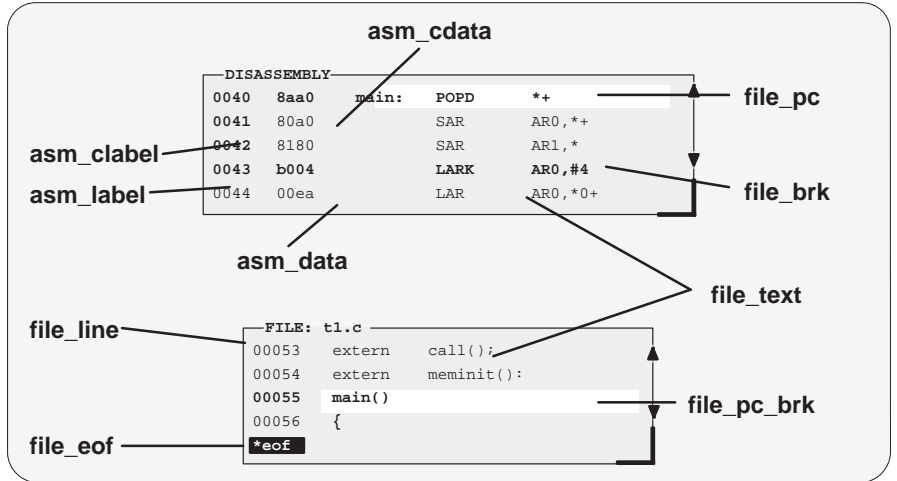 asm_cdata
DISASSEMBLY
0040 8aa0 main: POPD *+
file_pc
0041 80a0 SAR AR0,*+
asm_clabel
0042 8180 SAR AR1,*
0043 b004 LARK AR0,#4
file_brk
asm_label
0044 00ea LAR AR0,*0+
asm_data
file_text
file_line
FILE: t1.c
00053 extern call();
00054 extern meminit():
00055 main()
file_pc_brk
00056 {
file_eof
*eof